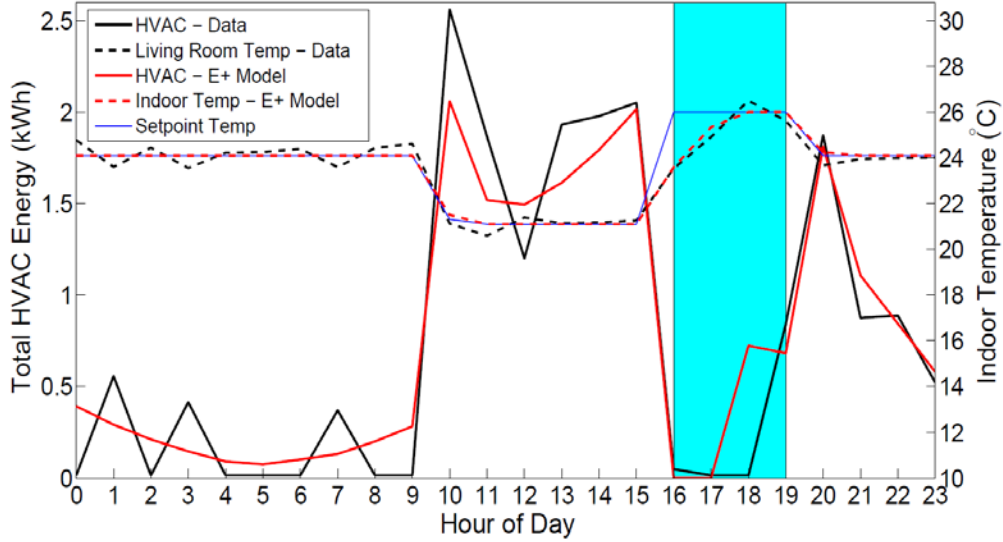 HVAC − Data
Living Room Temp − Data
HVAC − E+ Model
Indoor Temp − E+ Model
Setpoint Temp
Total HVAC Energy (kWh)
2.5
2
1.5
1
0.5
0
Indoor Temperature (°C)
30
28
26
24
22
20
18
16
14
12
10
0 1 2 3 4 5 6 7 8 9 10 11 12 13 14 15 16 17 18 19 20 21 22 23
Hour of Day